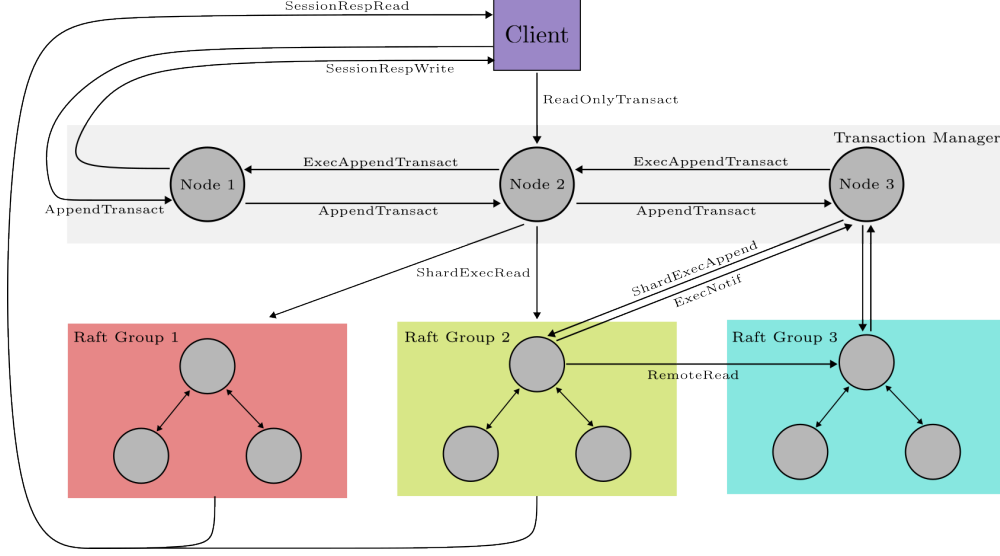 SessionRespRead
Client
SessionRespWrite
ReadOnlyTransact
Transaction Manager
ExecAppendTransact
ExecAppendTransact
Node 1
Node 2
Node 3
AppendTransact
AppendTransact
AppendTransact
ShardExecRead
ShardExecAppend
ExecNotif
Raft Group 1
Raft Group 2
Raft Group 3
RemoteRead